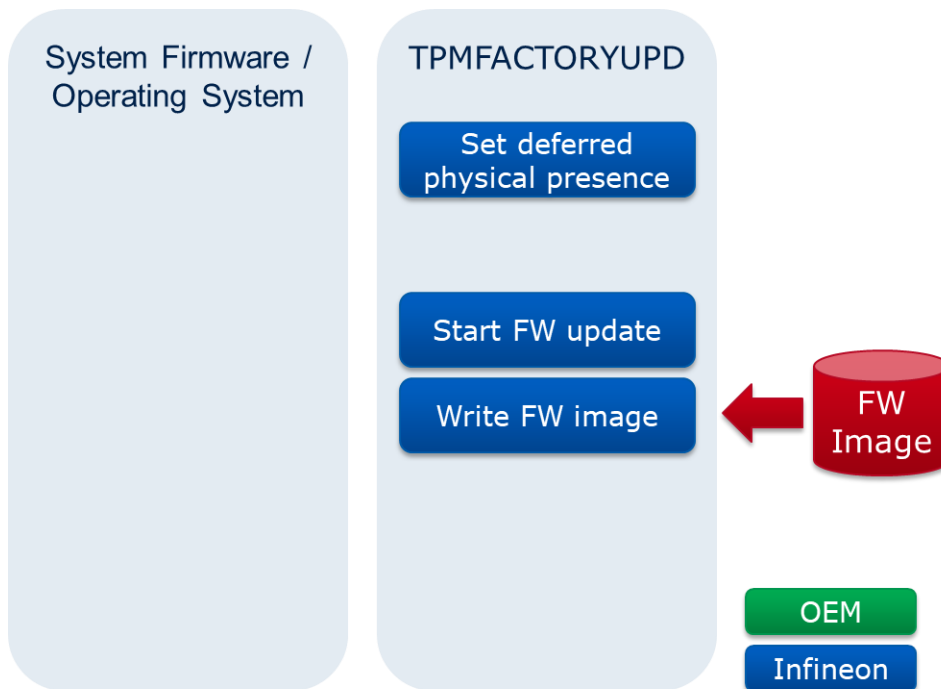 System Firmware /
Operating System
TPMFACTORYUPD
Set deferred
physical presence
Start FW update
Write FW image
FW
Image
OEM
Infineon